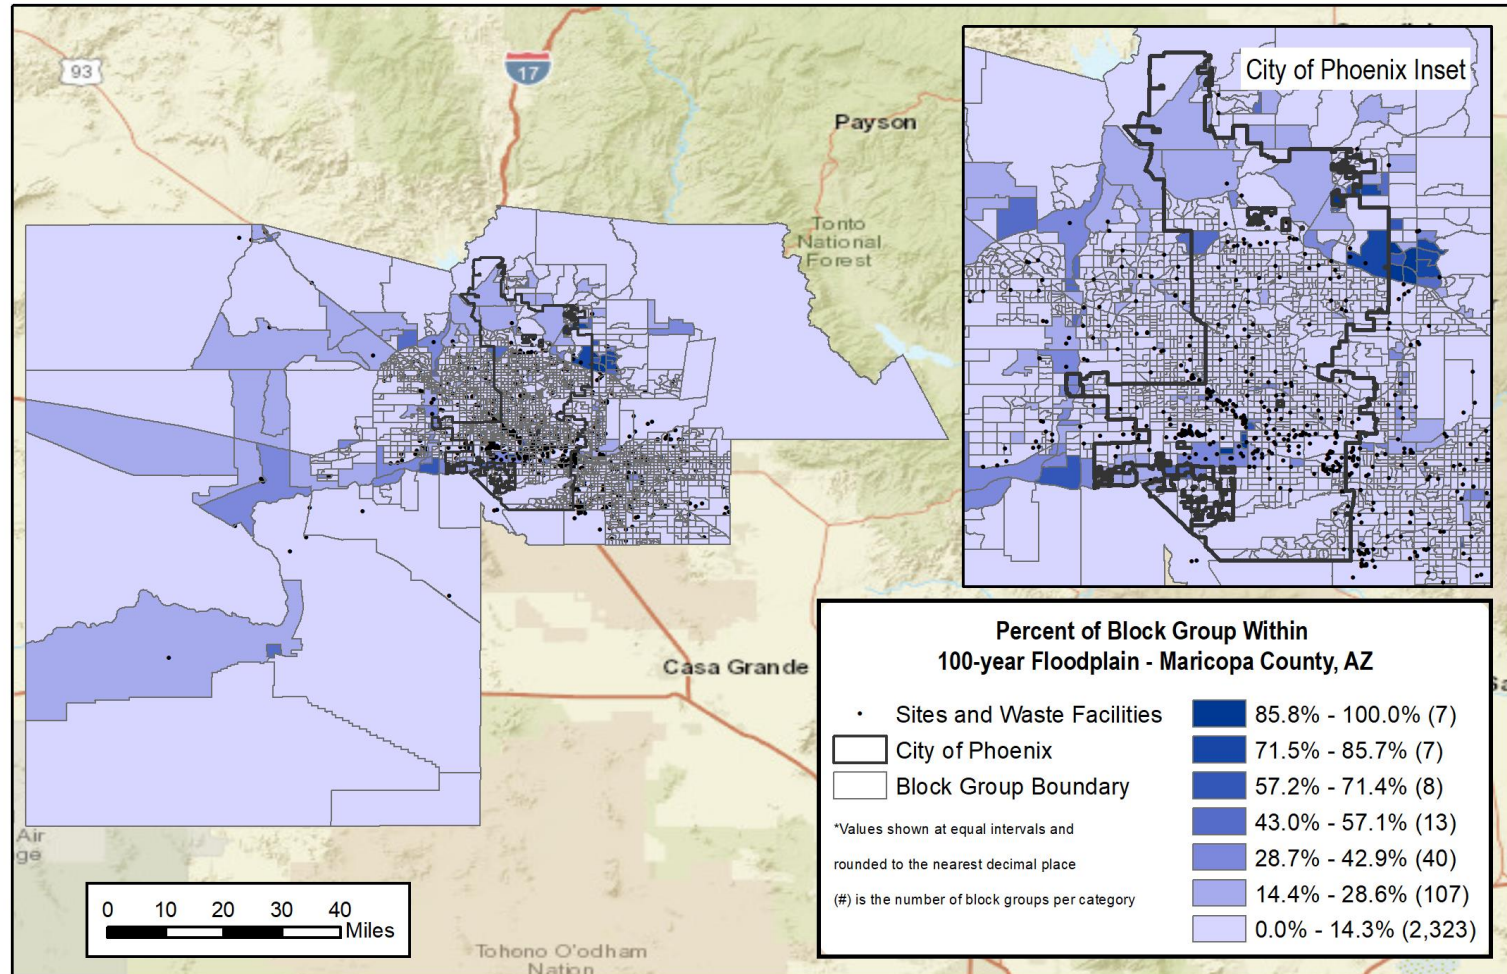 93
17
Payson
Tonto
National
Forest
Casa Grande
Tohono O'odham
Nation
Air
ge
City of Phoenix Inset
Percent of Block Group Within
100-year Floodplain - Maricopa County, AZ
Sites and Waste Facilities
City of Phoenix
Block Group Boundary
*Values shown at equal intervals and
rounded to the nearest decimal place
(#) is the number of block groups per category
85.8% - 100.0% (7)
71.5% - 85.7% (7)
57.2% - 71.4% (8)
43.0% - 57.1% (13)
28.7% - 42.9% (40)
14.4% - 28.6% (107)
0.0% - 14.3% (2,323)
0 10 20 30 40
Miles